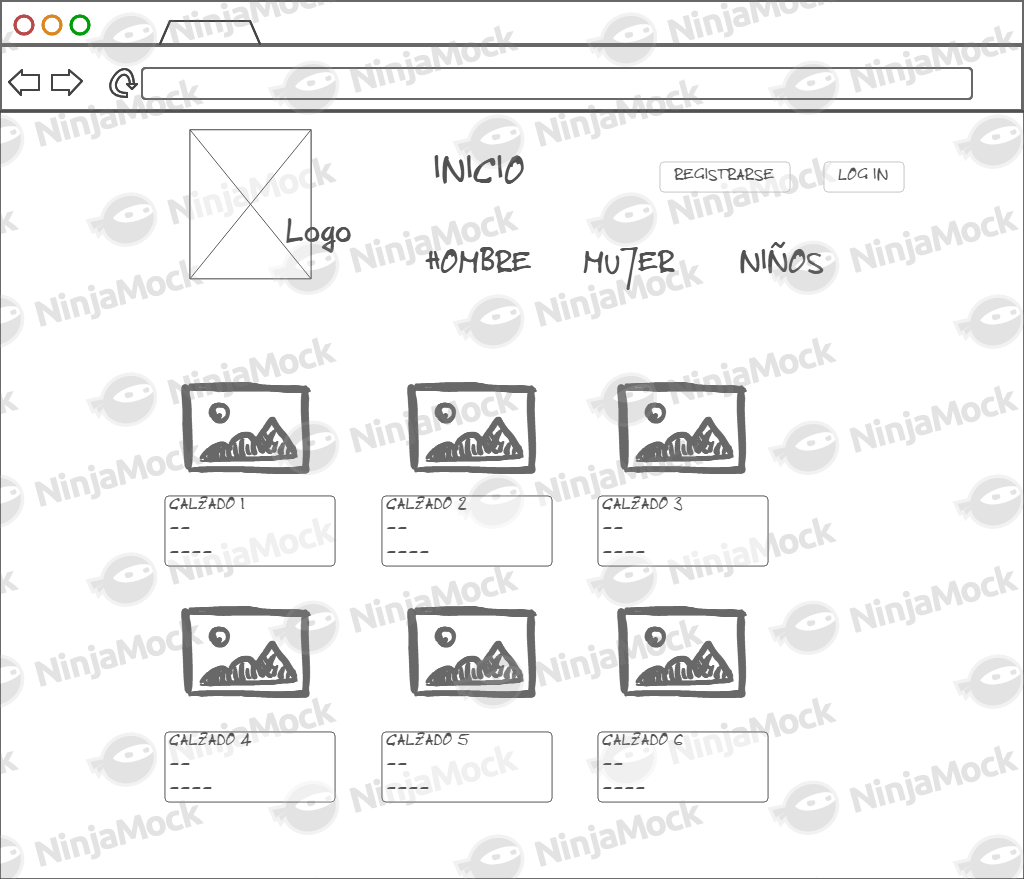 INICIO
REGISTRARSE
LOG IN
Logo
HOMBRE
MUJER
NIÑOS
CALZADO 1
--
----
CALZADO 2
--
----
CALZADO 3
--
----
CALZADO 4
--
----
CALZADO 5
--
----
CALZADO 6
--
----
NinjaMock